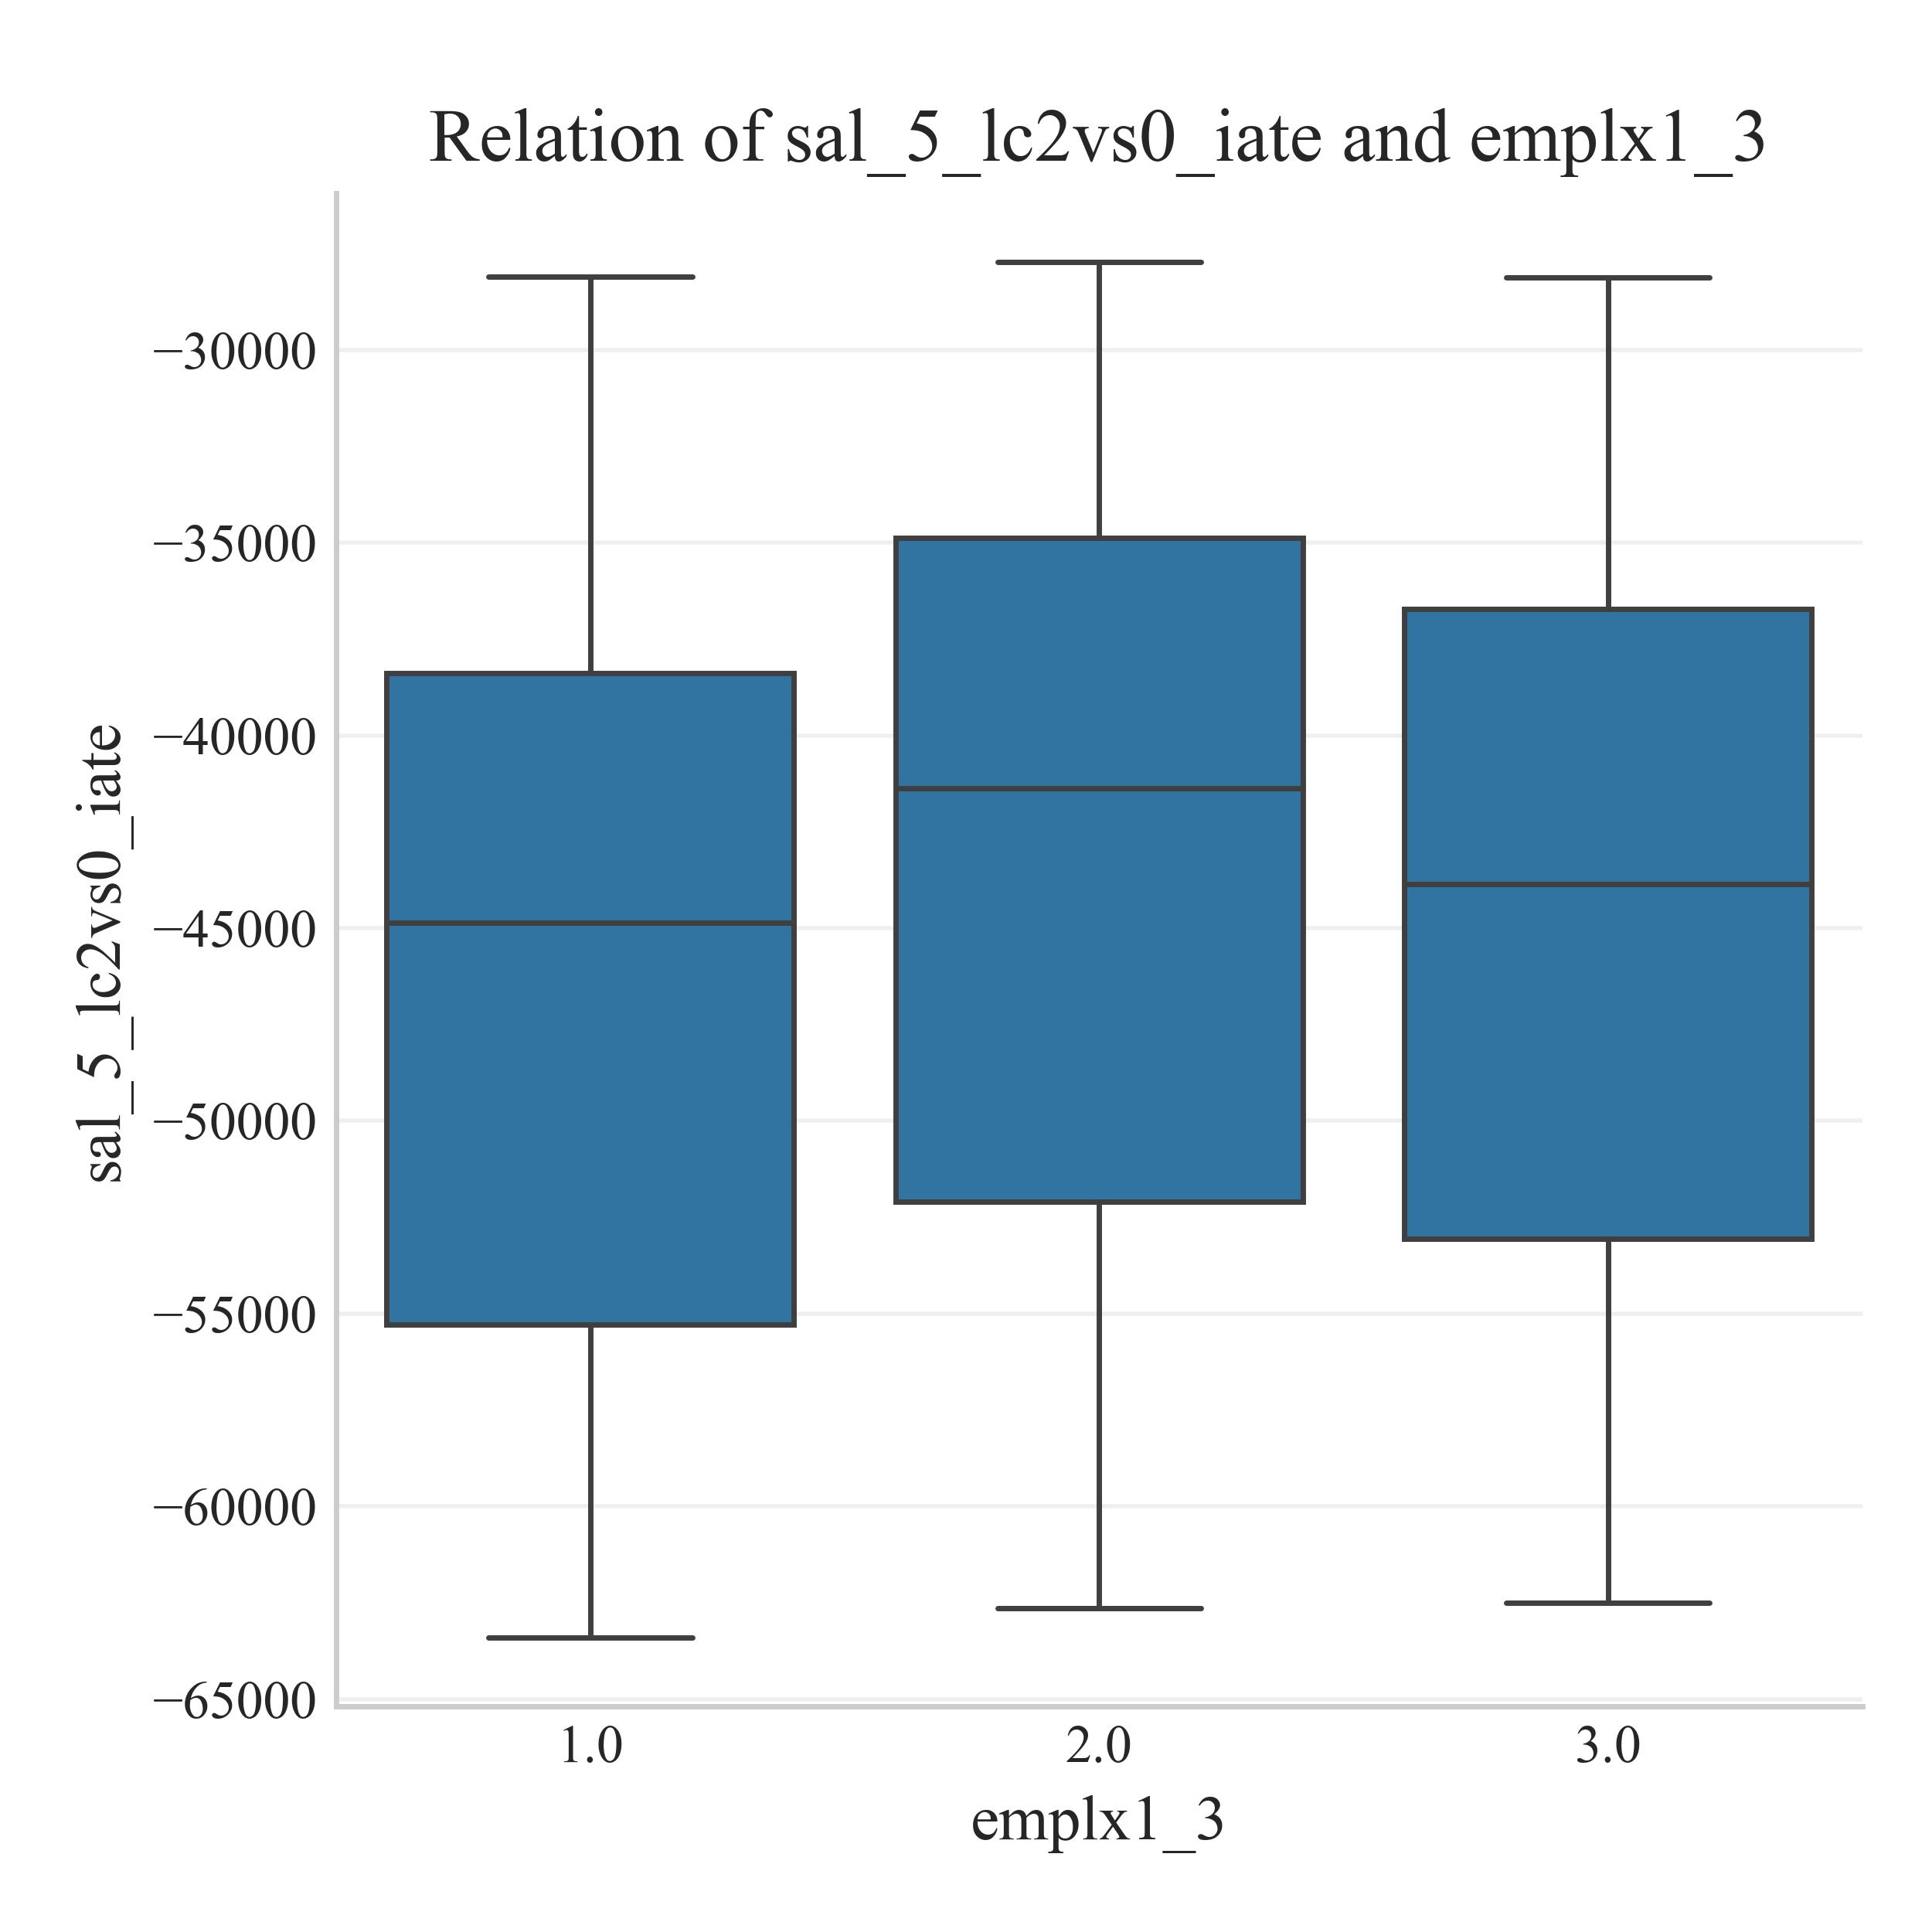 Relation of sal_5_lc2vs0_iate and emplx1_3
sal_5_lc2vs0_iate
−30000
−35000
−40000
−45000
−50000
−55000
−60000
−65000
1.0 2.0 3.0
emplx1_3